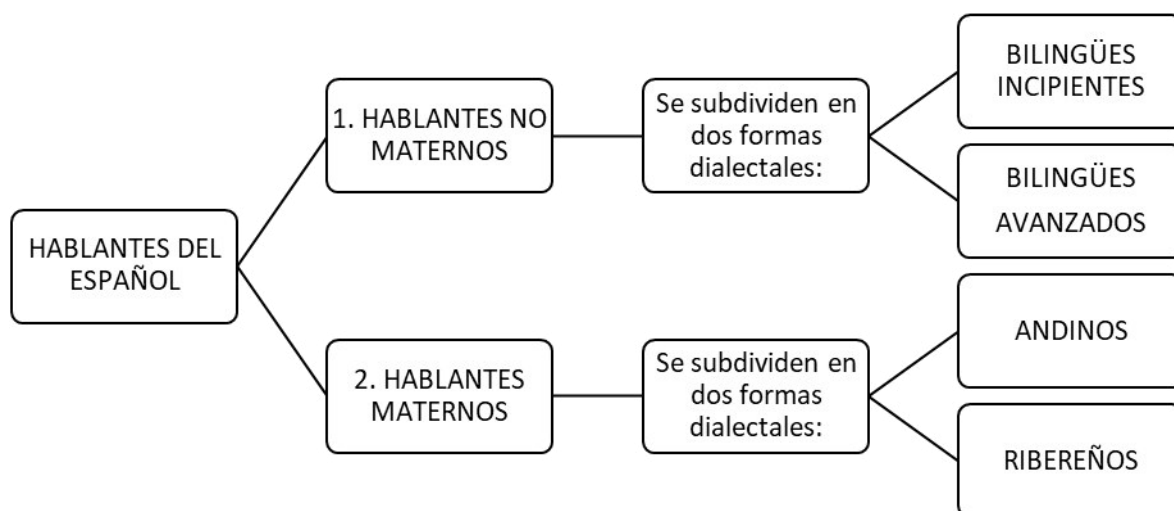 HABLANTES DEL
ESPAÑOL
1. HABLANTES NO
MATERNOS
Se subdividen en
dos formas
dialectales:
BILINGÜES
INCIPIENTES
BILINGÜES
AVANZADOS
2. HABLANTES
MATERNOS
Se subdividen en
dos formas
dialectales:
ANDINOS
RIBEREÑOS